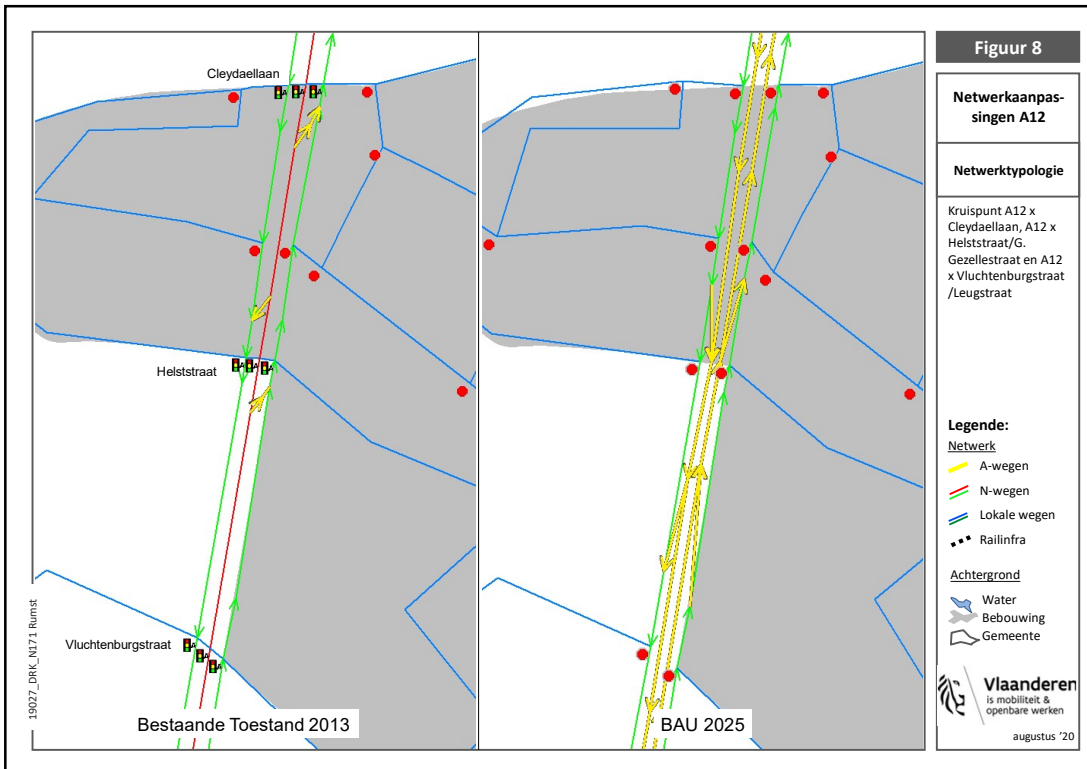 Cleydaellaan
A A A
Helststraat
A A A
Vluchtenburgstraat
A
A
A
19027_DRK_N171 Rumst
Bestaande Toestand 2013
BAU 2025
Figuur 8
Netwerkaanpas-
singen A12
Netwerktypologie
Kruispunt A12 x
Cleydaellaan, A12 x
Helststraat/G.
Gezellestraat en A12
x Vluchtenburgstraat
/Leugstraat
Legende:
Netwerk
A-wegen
N-wegen
Lokale wegen
Railinfra
Achtergrond
Water
Bebouwing
Gemeente
Vlaanderen
is mobiliteit &
openbare werken
augustus '20